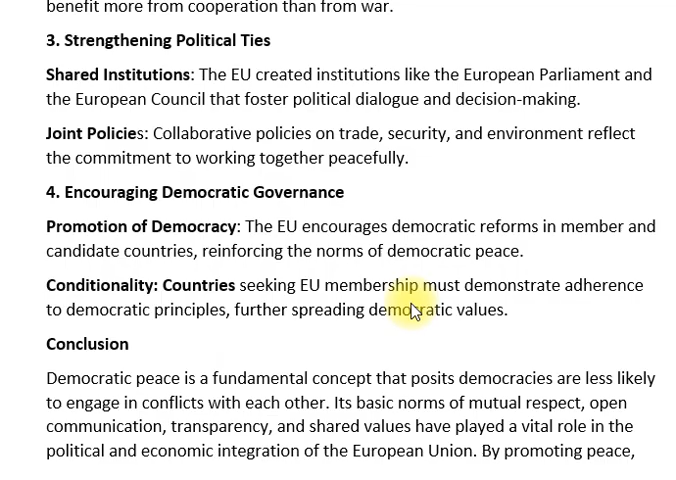 benefit more from cooperation than from war.
3. Strengthening Political Ties
Shared Institutions: The EU created institutions like the European Parliament and
the European Council that foster political dialogue and decision-making.
Joint Policies: Collaborative policies on trade, security, and environment reflect
the commitment to working together peacefully.
4. Encouraging Democratic Governance
Promotion of Democracy: The EU encourages democratic reforms in member and
candidate countries, reinforcing the norms of democratic peace.
Conditionality: Countries seeking EU membership must demonstrate adherence
to democratic principles, further spreading democratic values.
Conclusion
Democratic peace is a fundamental concept that posits democracies are less likely
to engage in conflicts with each other. Its basic norms of mutual respect, open
communication, transparency, and shared values have played a vital role in the
political and economic integration of the European Union. By promoting peace,